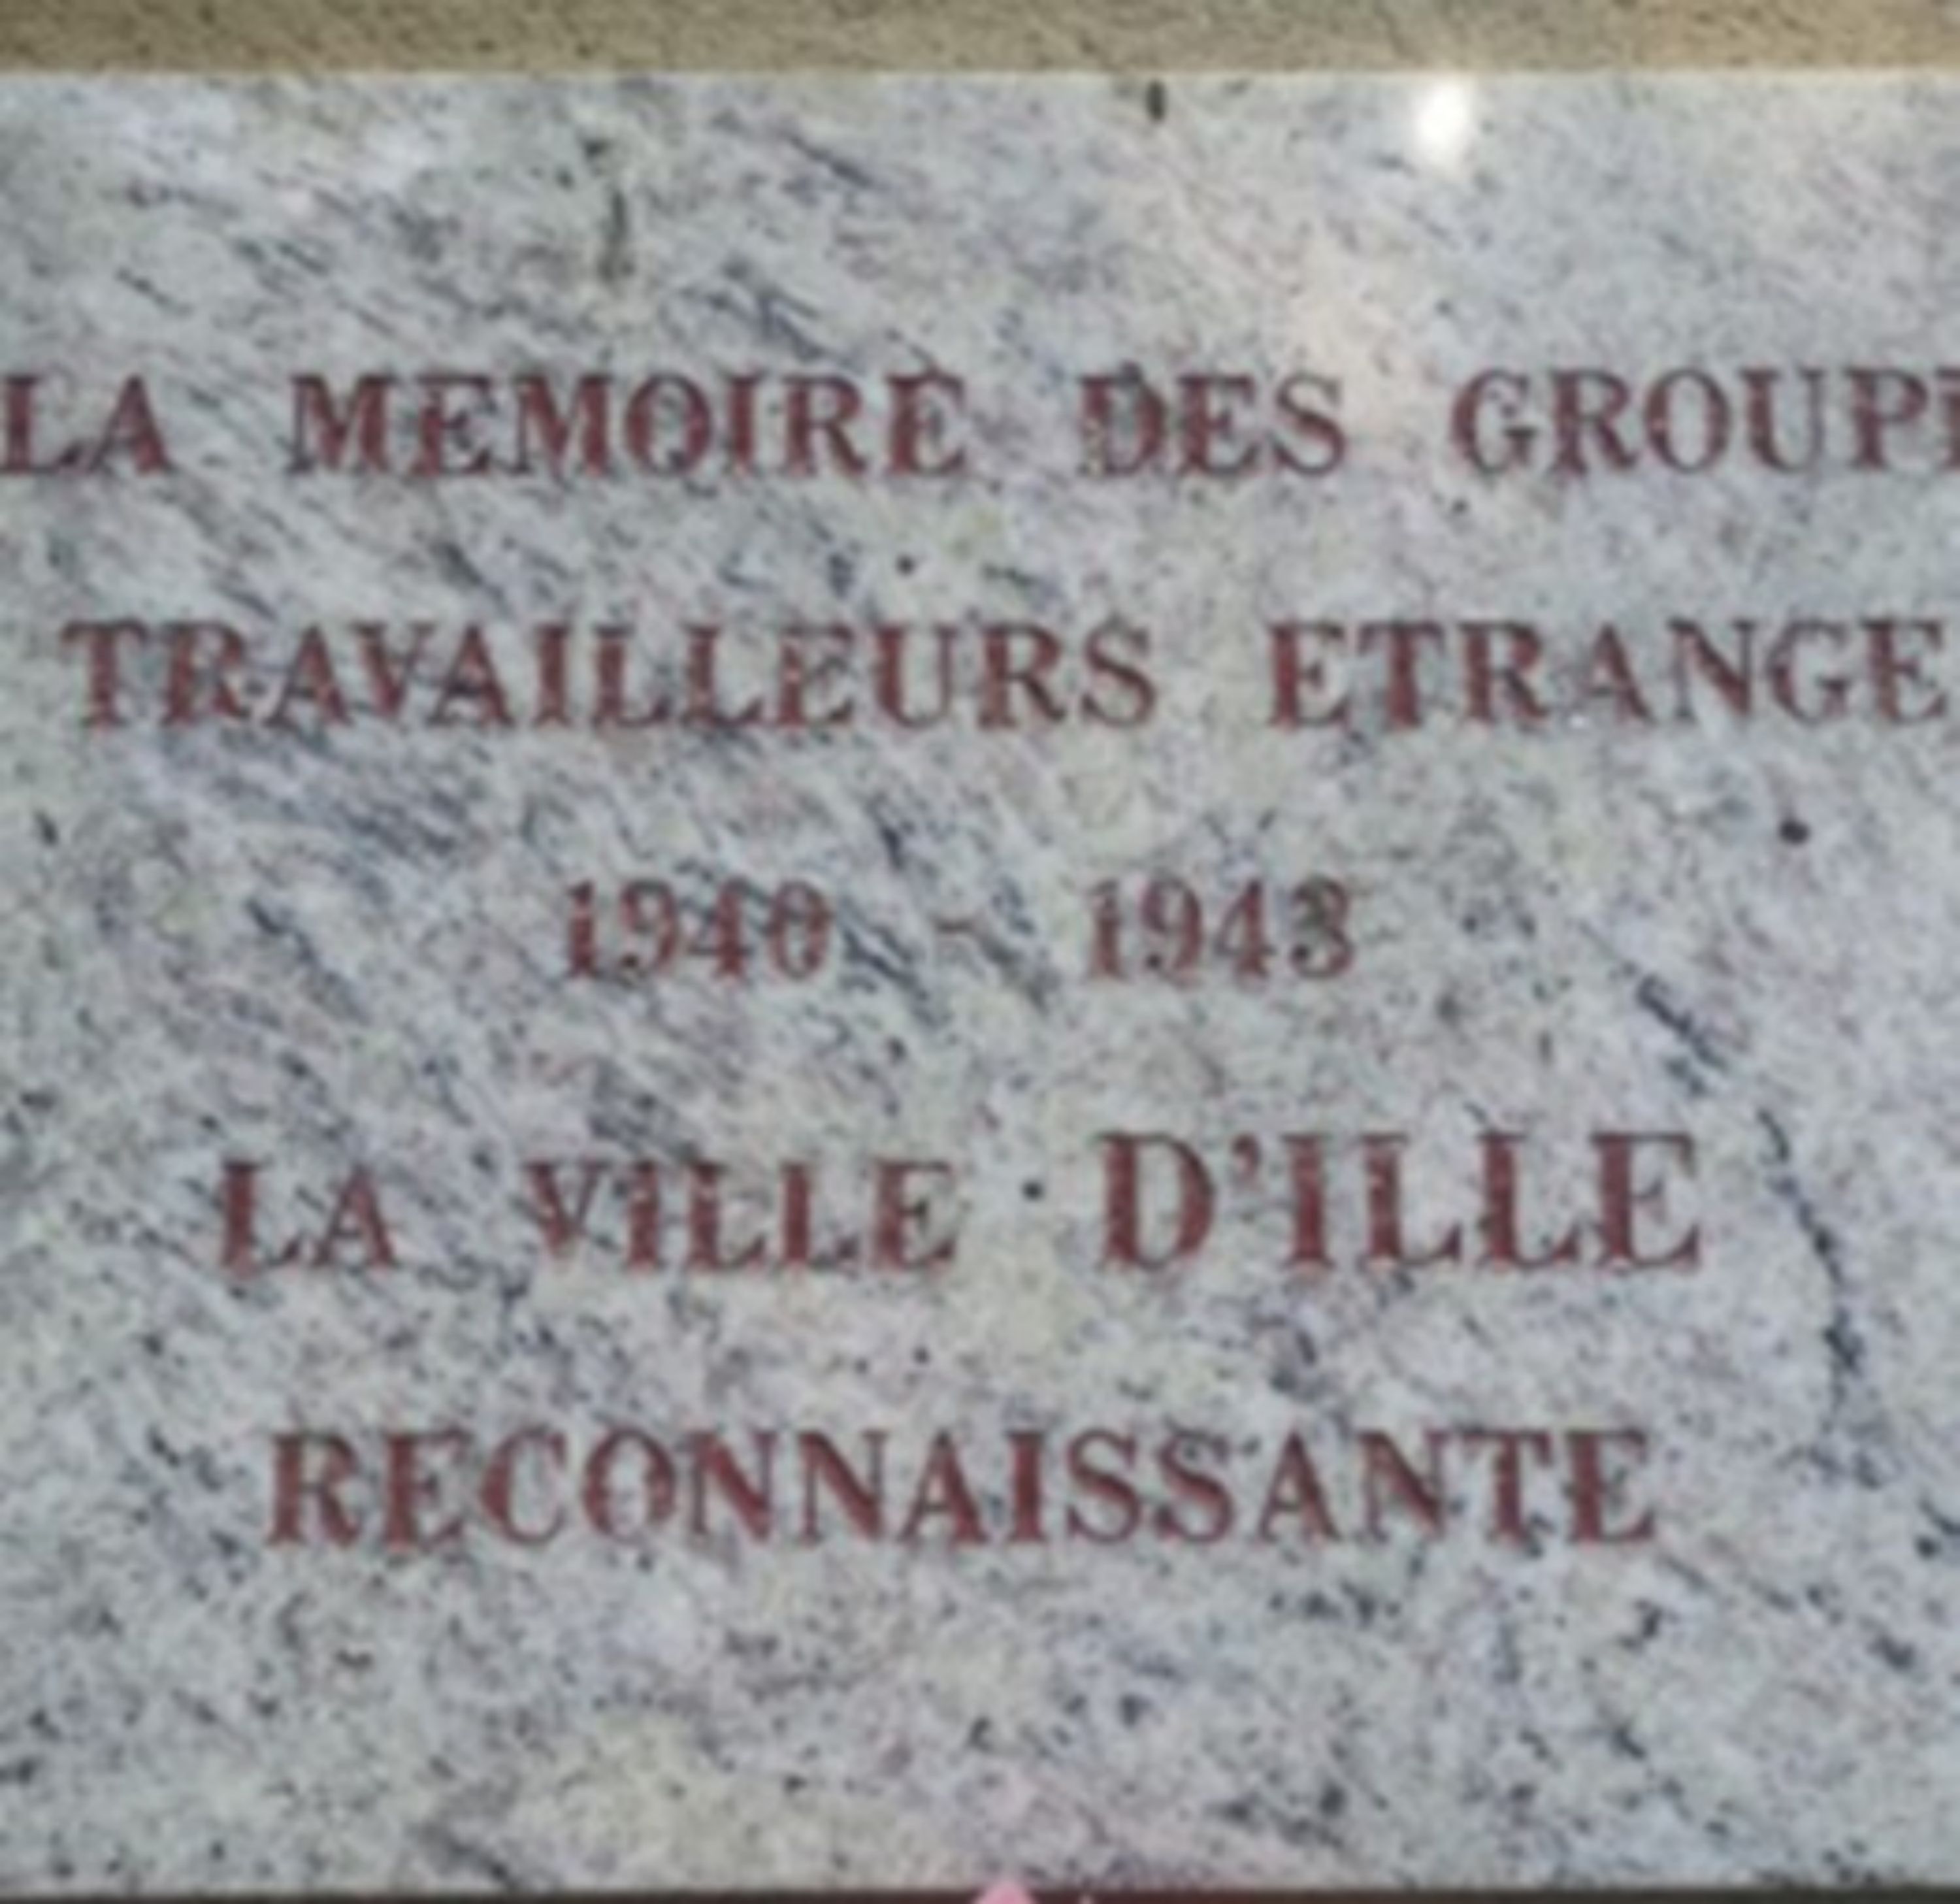 LA MEMOIRE DES GROUPE
TRAVAILLEURS ETRANGE
1940 - 1943
LA VILLE D'ILLE
RECONNAISSANTE